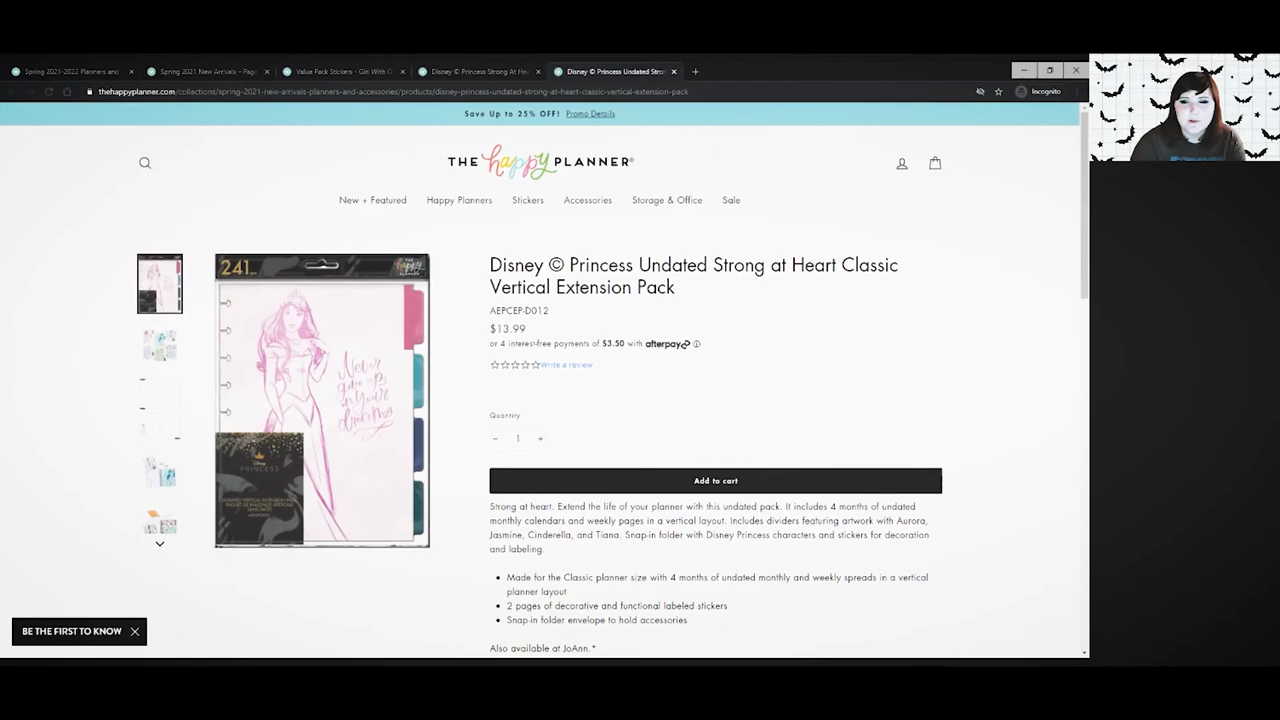 Spring 2021-2022 Planners and
Spring 2021 New Arrivals – Page
Value Pack Stickers - Girl With G
Disney © Princess Strong At Hea
Disney © Princess Undated Stro
thehappyplanner.com/collections/spring-2021-new-arrivals-planners-and-accessories/products/disney-princess-undated-strong-at-heart-classic-vertical-extension-pack
Incognito
Save Up to 25% OFF! Promo Details
THE happy PLANNER®
New + Featured
Happy Planners
Stickers
Accessories
Storage & Office
Sale
241
Never
give up
in your
dreams
Disney
PRINCESS
Disney © Princess Undated Strong at Heart Classic
Vertical Extension Pack
AEPCEP-D012
$13.99
or 4 interest-free payments of $3.50 with afterpay
Write a review
Quantity
− 1 +
Add to cart
Strong at heart. Extend the life of your planner with this undated pack. It includes 4 months of undated
monthly calendars and weekly pages in a vertical layout. Includes dividers featuring artwork with Aurora,
Jasmine, Cinderella, and Tiana. Snap-in folder with Disney Princess characters and stickers for decoration
and labeling.
• Made for the Classic planner size with 4 months of undated monthly and weekly spreads in a vertical
planner layout
• 2 pages of decorative and functional labeled stickers
• Snap-in folder envelope to hold accessories
Also available at JoAnn.*
BE THE FIRST TO KNOW